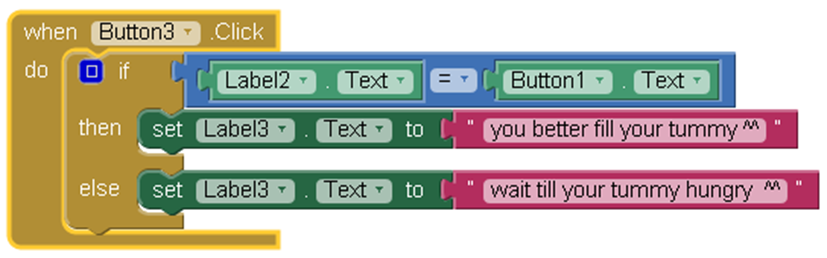 when Button3 .Click
do if Label2 . Text = Button1 . Text
then set Label3 . Text to " you better fill your tummy ^^ "
else set Label3 . Text to " wait till your tummy hungry ^^ "